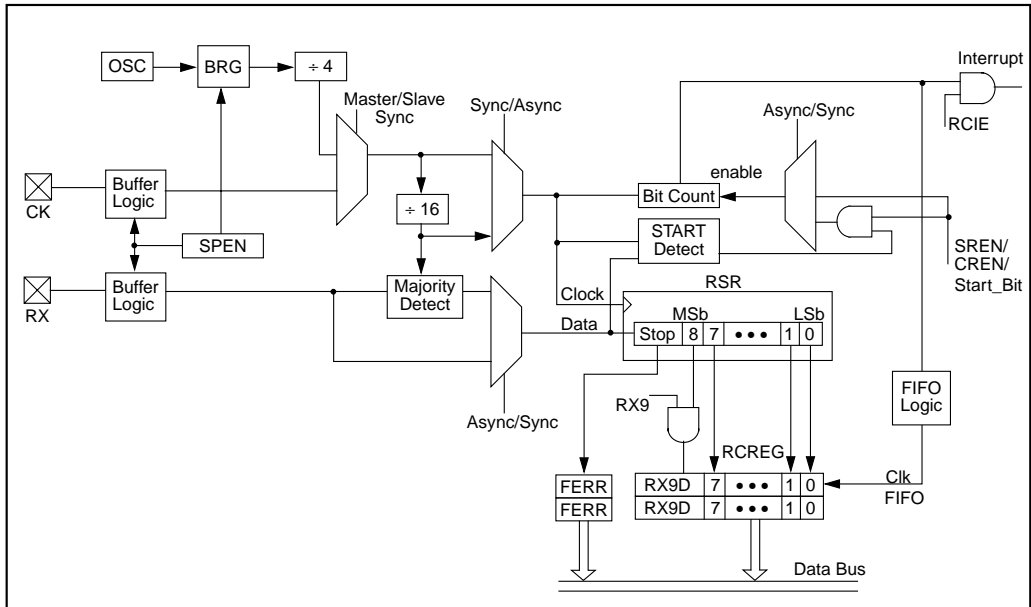 OSC
BRG
÷ 4
Interrupt
RCIE
Master/Slave
Sync
Sync/Async
Async/Sync
CK
Buffer
Logic
÷ 16
enable
Bit Count
SPEN
START
Detect
SREN/
CREN/
Start_Bit
RX
Buffer
Logic
Majority
Detect
Clock
RSR
MSb
LSb
Data
Stop 8 7 • • • 1 0
Async/Sync
RX9
FIFO
Logic
RCREG
Clk
FIFO
FERR
RX9D 7 • • • 1 0
FERR
RX9D 7 • • • 1 0
Data Bus